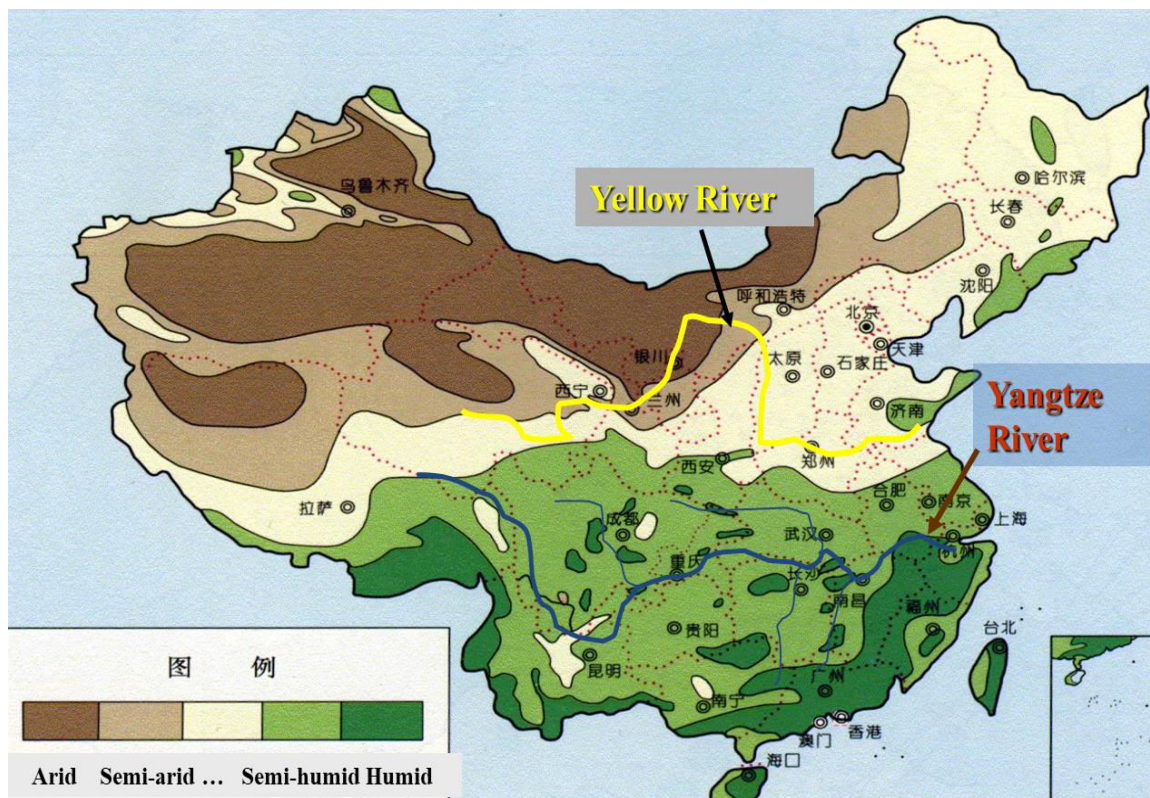 乌鲁木齐
哈尔滨
Yellow River
长春
沈阳
呼和浩特
北京
天津
银川
太原
石家庄
西宁
兰州
济南
Yangtze
River
西安
郑州
拉萨
合肥
南京
成都
武汉
上海
杭州
重庆
长沙
南昌
福州
贵阳
台北
昆明
广州
南宁
澳门
香港
海口
图 例
Arid Semi-arid … Semi-humid Humid